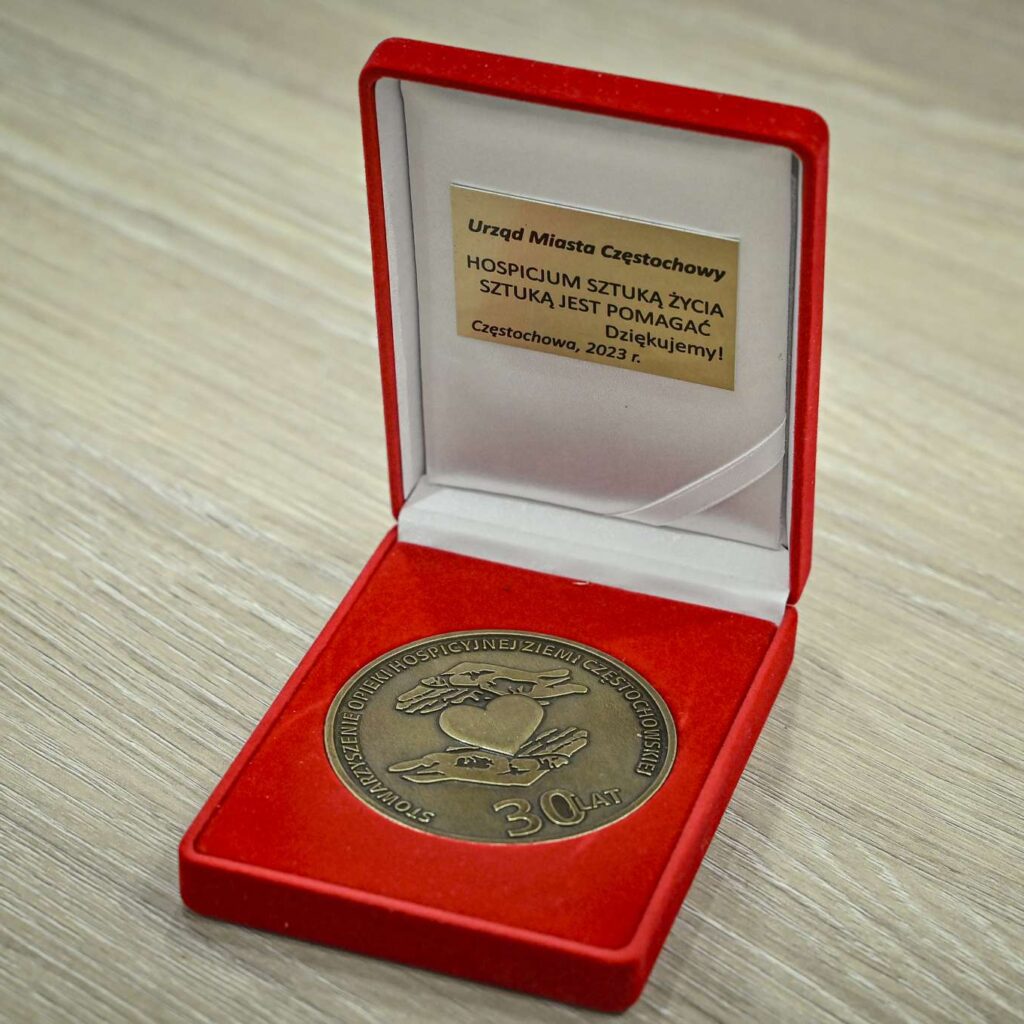 Urząd Miasta Częstochowy
HOSPICJUM SZTUKĄ ŻYCIA
SZTUKĄ JEST POMAGAĆ
Dziękujemy!
Częstochowa, 2023 r.
STOWARZYSZENIE OPIEKI HOSPICYJNEJ ZIEMI CZĘSTOCHOWSKIEJ
30 LAT